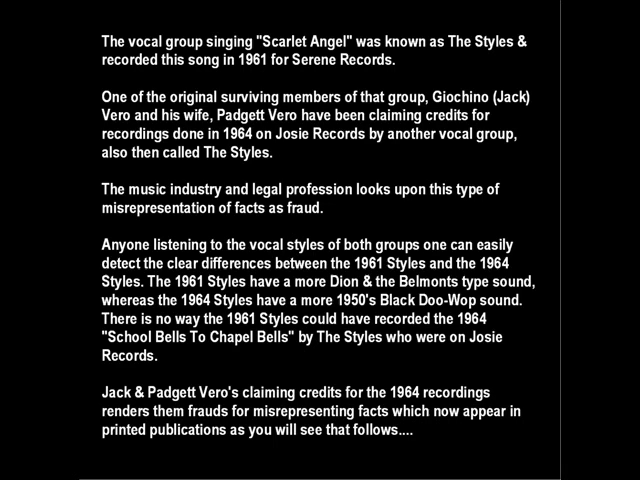 The vocal group singing "Scarlet Angel" was known as The Styles &
recorded this song in 1961 for Serene Records.
One of the original surviving members of that group, Giochino (Jack)
Vero and his wife, Padgett Vero have been claiming credits for
recordings done in 1964 on Josie Records by another vocal group,
also then called The Styles.
The music industry and legal profession looks upon this type of
misrepresentation of facts as fraud.
Anyone listening to the vocal styles of both groups one can easily
detect the clear differences between the 1961 Styles and the 1964
Styles. The 1961 Styles have a more Dion & the Belmonts type sound,
whereas the 1964 Styles have a more 1950's Black Doo-Wop sound.
There is no way the 1961 Styles could have recorded the 1964
"School Bells To Chapel Bells" by The Styles who were on Josie
Records.
Jack & Padgett Vero's claiming credits for the 1964 recordings
renders them frauds for misrepresenting facts which now appear in
printed publications as you will see that follows....